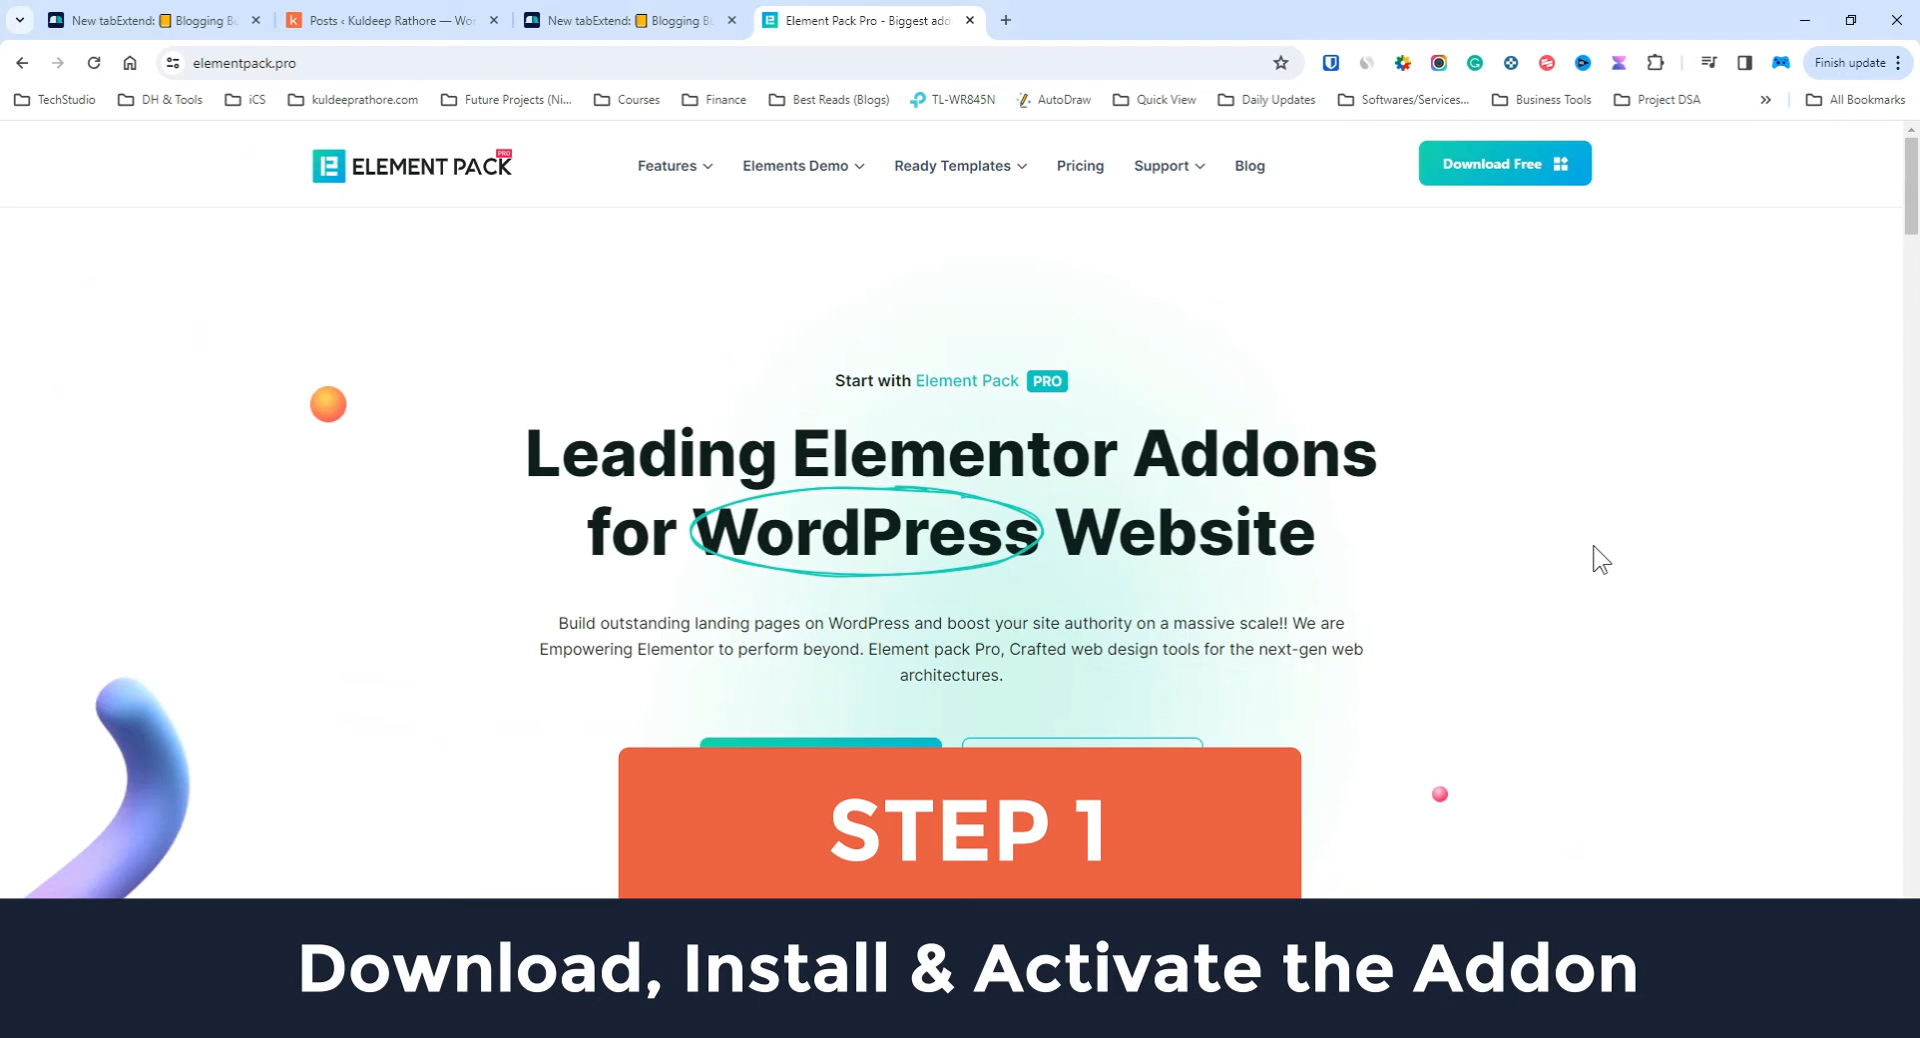 New tabExtend: Blogging Bu
Posts ‹ Kuldeep Rathore — Wor
New tabExtend: Blogging Bu
Element Pack Pro - Biggest add
elementpack.pro
Finish update
TechStudio
DH & Tools
iCS
kuldeeprathore.com
Future Projects (Ni...
Courses
Finance
Best Reads (Blogs)
TL-WR845N
AutoDraw
Quick View
Daily Updates
Softwares/Services...
Business Tools
Project DSA
All Bookmarks
ELEMENT PACK PRO
Features
Elements Demo
Ready Templates
Pricing
Support
Blog
Download Free
Start with Element Pack PRO
Leading Elementor Addons
for WordPress Website
Build outstanding landing pages on WordPress and boost your site authority on a massive scale!! We are
Empowering Elementor to perform beyond. Element pack Pro, Crafted web design tools for the next-gen web
architectures.
STEP 1
Download, Install & Activate the Addon